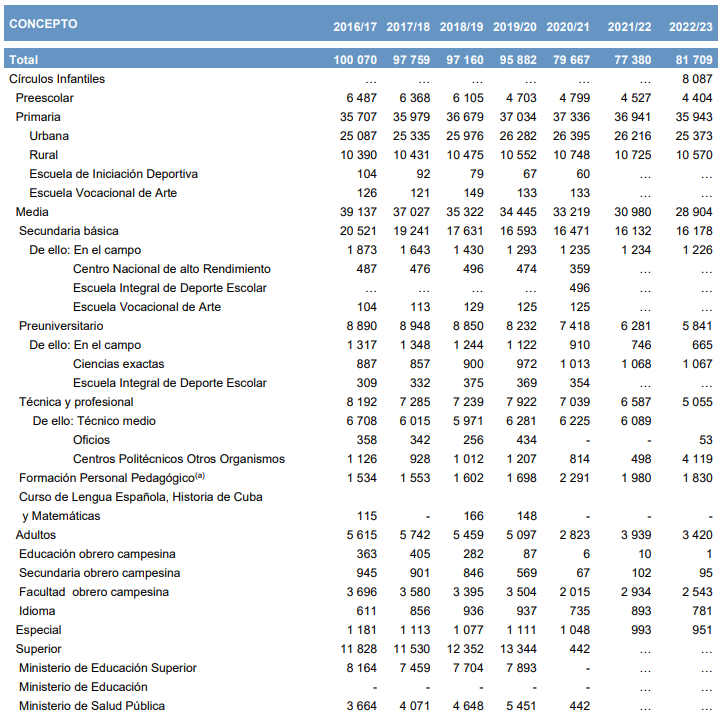 CONCEPTO 2016/17 2017/18 2018/19 2019/20 2020/21 2021/22 2022/23
Total 100 070 97 759 97 160 95 882 79 667 77 380 81 709
Círculos Infantiles … … … … … … 8 087
Preescolar 6 487 6 368 6 105 4 703 4 799 4 527 4 404
Primaria 35 707 35 979 36 679 37 034 37 336 36 941 35 943
Urbana 25 087 25 335 25 976 26 282 26 395 26 216 25 373
Rural 10 390 10 431 10 475 10 552 10 748 10 725 10 570
Escuela de Iniciación Deportiva 104 92 79 67 60 … …
Escuela Vocacional de Arte 126 121 149 133 133 … …
Media 39 137 37 027 35 322 34 445 33 219 30 980 28 904
Secundaria básica 20 521 19 241 17 631 16 593 16 471 16 132 16 178
De ello: En el campo 1 873 1 643 1 430 1 293 1 235 1 234 1 226
Centro Nacional de alto Rendimiento 487 476 496 474 359 … …
Escuela Integral de Deporte Escolar … … … … 496 … …
Escuela Vocacional de Arte 104 113 129 125 125 … …
Preuniversitario 8 890 8 948 8 850 8 232 7 418 6 281 5 841
De ello: En el campo 1 317 1 348 1 244 1 122 910 746 665
Ciencias exactas 887 857 900 972 1 013 1 068 1 067
Escuela Integral de Deporte Escolar 309 332 375 369 354 … …
Técnica y profesional 8 192 7 285 7 239 7 922 7 039 6 587 5 055
De ello: Técnico medio 6 708 6 015 5 971 6 281 6 225 6 089
Oficios 358 342 256 434 - - 53
Centros Politécnicos Otros Organismos 1 126 928 1 012 1 207 814 498 4 119
Formación Personal Pedagógico(a) 1 534 1 553 1 602 1 698 2 291 1 980 1 830
Curso de Lengua Española, Historia de Cuba
y Matemáticas 115 - 166 148 - - -
Adultos 5 615 5 742 5 459 5 097 2 823 3 939 3 420
Educación obrero campesina 363 405 282 87 6 10 1
Secundaria obrero campesina 945 901 846 569 67 102 95
Facultad obrero campesina 3 696 3 580 3 395 3 504 2 015 2 934 2 543
Idioma 611 856 936 937 735 893 781
Especial 1 181 1 113 1 077 1 111 1 048 993 951
Superior 11 828 11 530 12 352 13 344 442 … …
Ministerio de Educación Superior 8 164 7 459 7 704 7 893 - … …
Ministerio de Educación - - - - - … …
Ministerio de Salud Pública 3 664 4 071 4 648 5 451 442 … …